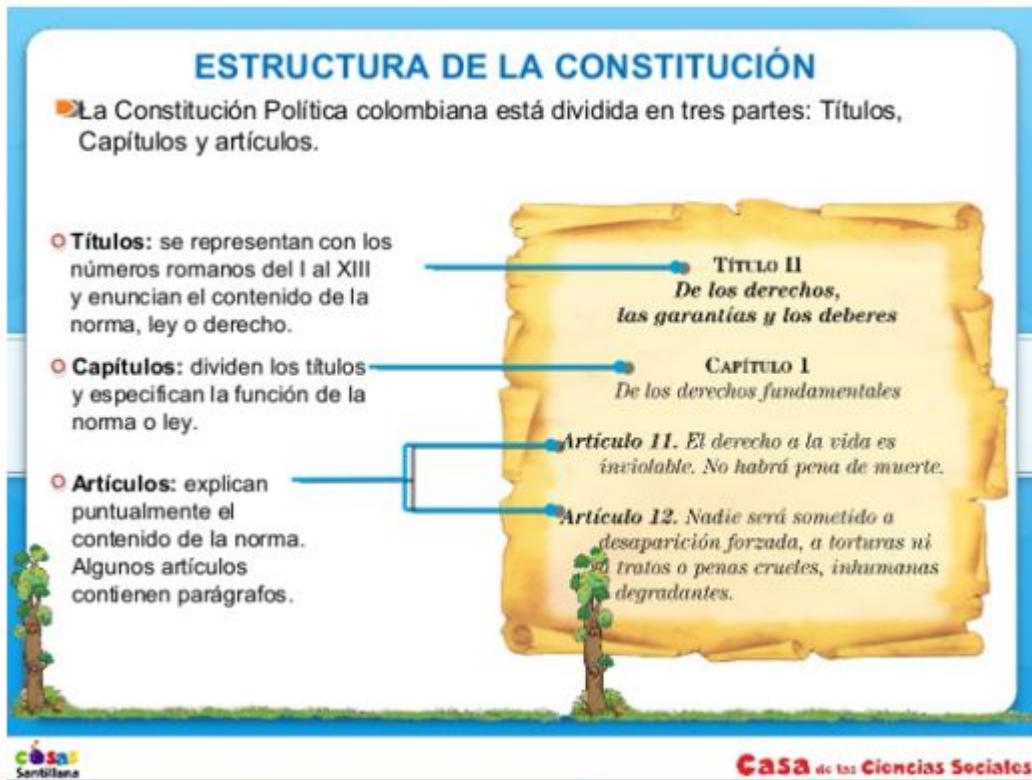 ESTRUCTURA DE LA CONSTITUCIÓN
La Constitución Política colombiana está dividida en tres partes: Títulos,
Capítulos y artículos.
Títulos: se representan con los
números romanos del I al XIII
y enuncian el contenido de la
norma, ley o derecho.
Capítulos: dividen los títulos
y especifican la función de la
norma o ley.
Artículos: explican
puntualmente el
contenido de la norma.
Algunos artículos
contienen parágrafos.
TÍTULO II
De los derechos,
las garantías y los deberes
CAPÍTULO 1
De los derechos fundamentales
Artículo 11. El derecho a la vida es
inviolable. No habrá pena de muerte.
Artículo 12. Nadie será sometido a
desaparición forzada, a torturas ni
tratos o penas crueles, inhumanas
degradantes.
cosas
Santillana
Casa de las Ciencias Sociales